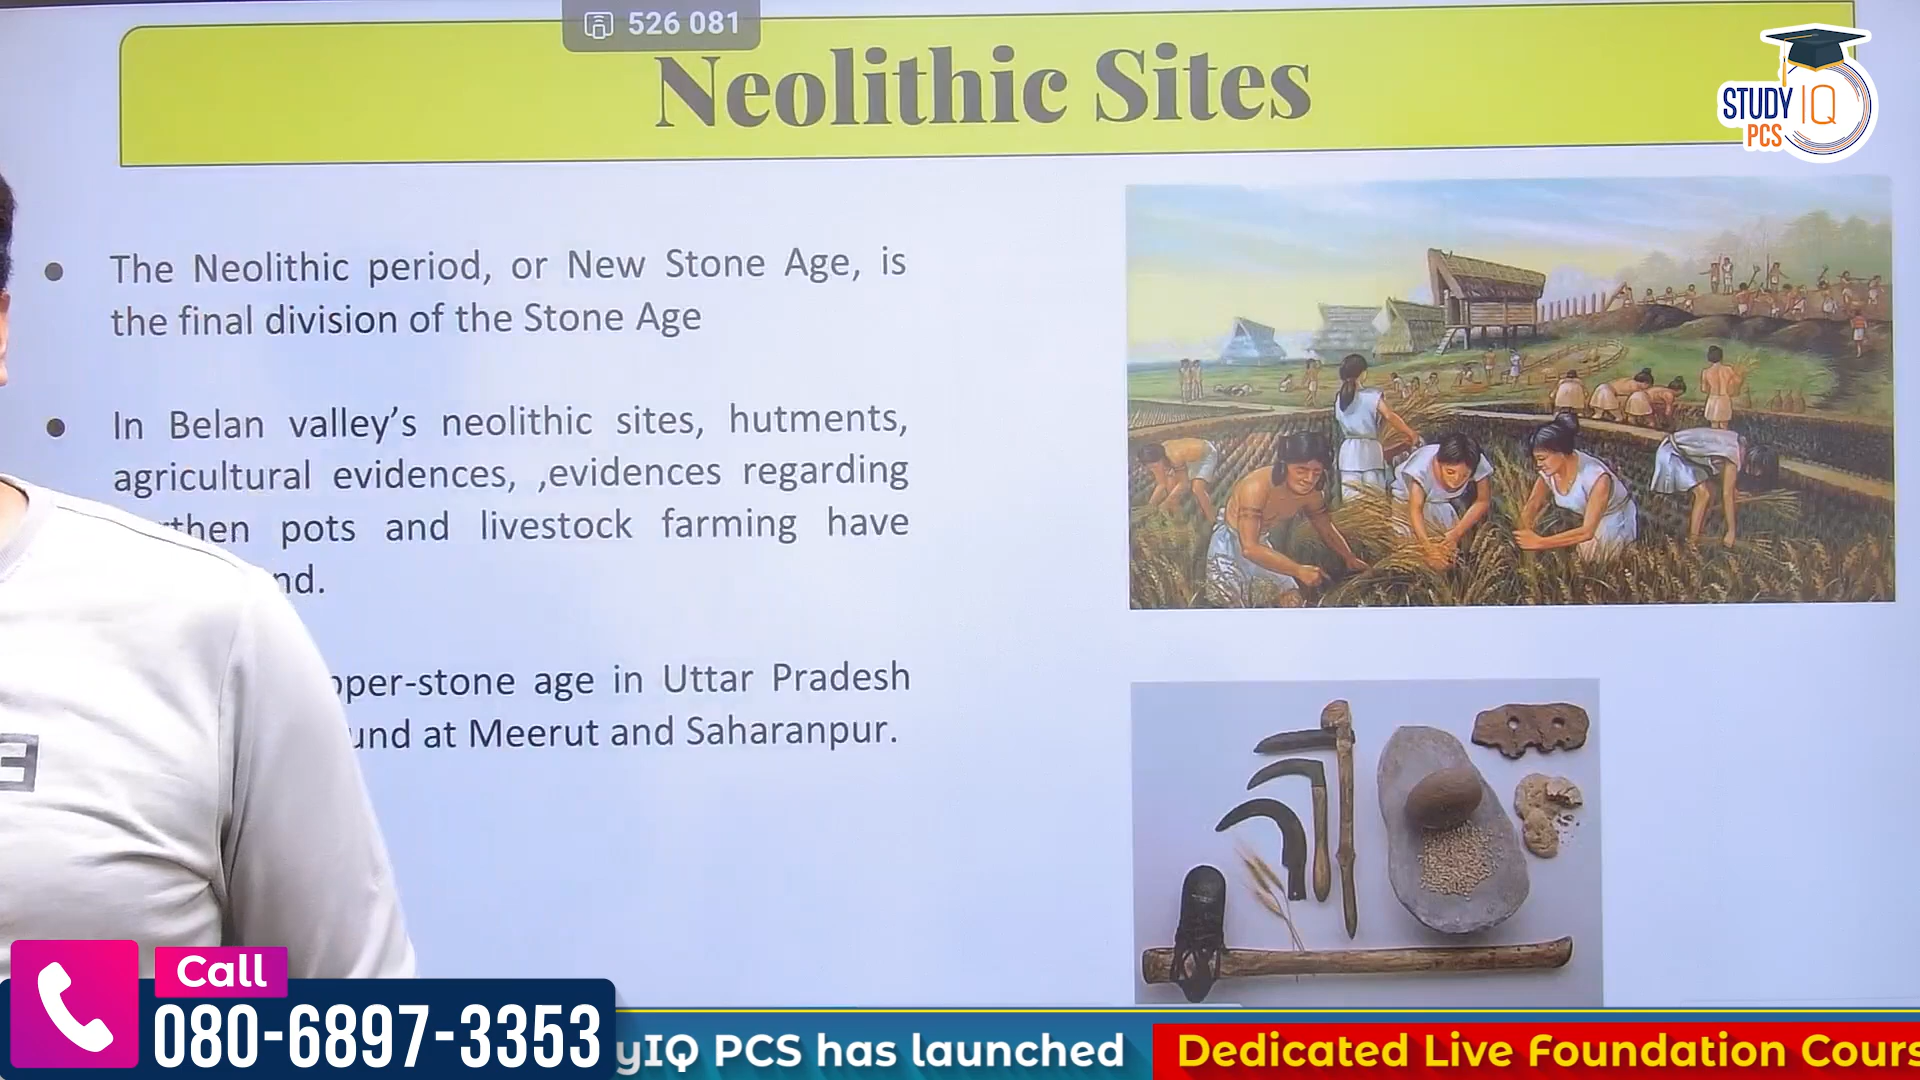 526 081
Neolithic Sites
STUDY IQ
PCS
The Neolithic period, or New Stone Age, is
the final division of the Stone Age
In Belan valley's neolithic sites, hutments,
agricultural evidences, ,evidences regarding
pots and livestock farming have
age in Uttar Pradesh
at Meerut and Saharanpur.
Call
080-6897-3353
yIQ PCS has launched
Dedicated Live Foundation Cours